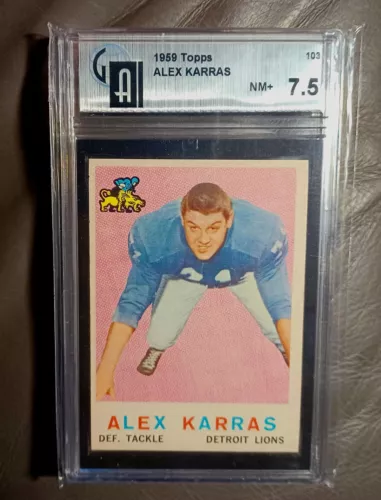 GAI
1959 Topps 103
ALEX KARRAS
NM+ 7.5
ALEX KARRAS
DEF. TACKLE DETROIT LIONS